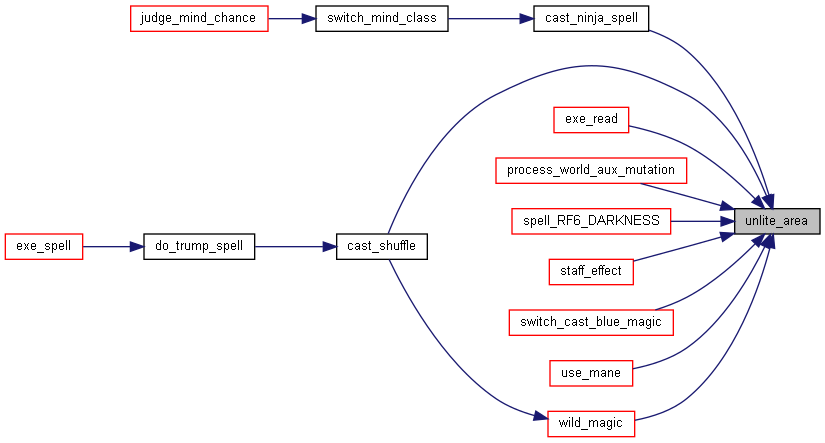 judge_mind_chance
switch_mind_class
cast_ninja_spell
exe_read
process_world_aux_mutation
spell_RF6_DARKNESS
unlite_area
exe_spell
do_trump_spell
cast_shuffle
staff_effect
switch_cast_blue_magic
use_mane
wild_magic